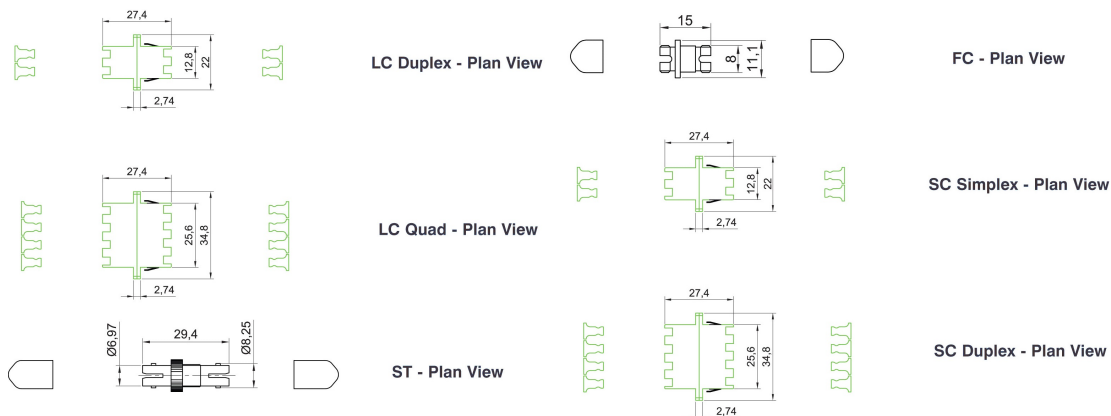 27,4
12,8
22
2,74
LC Duplex - Plan View
27,4
25,6
34,8
2,74
LC Quad - Plan View
Ø6,97
29,4
Ø8,25
ST - Plan View
15
8
11,1
FC - Plan View
27,4
12,8
22
2,74
SC Simplex - Plan View
27,4
25,6
34,8
2,74
SC Duplex - Plan View